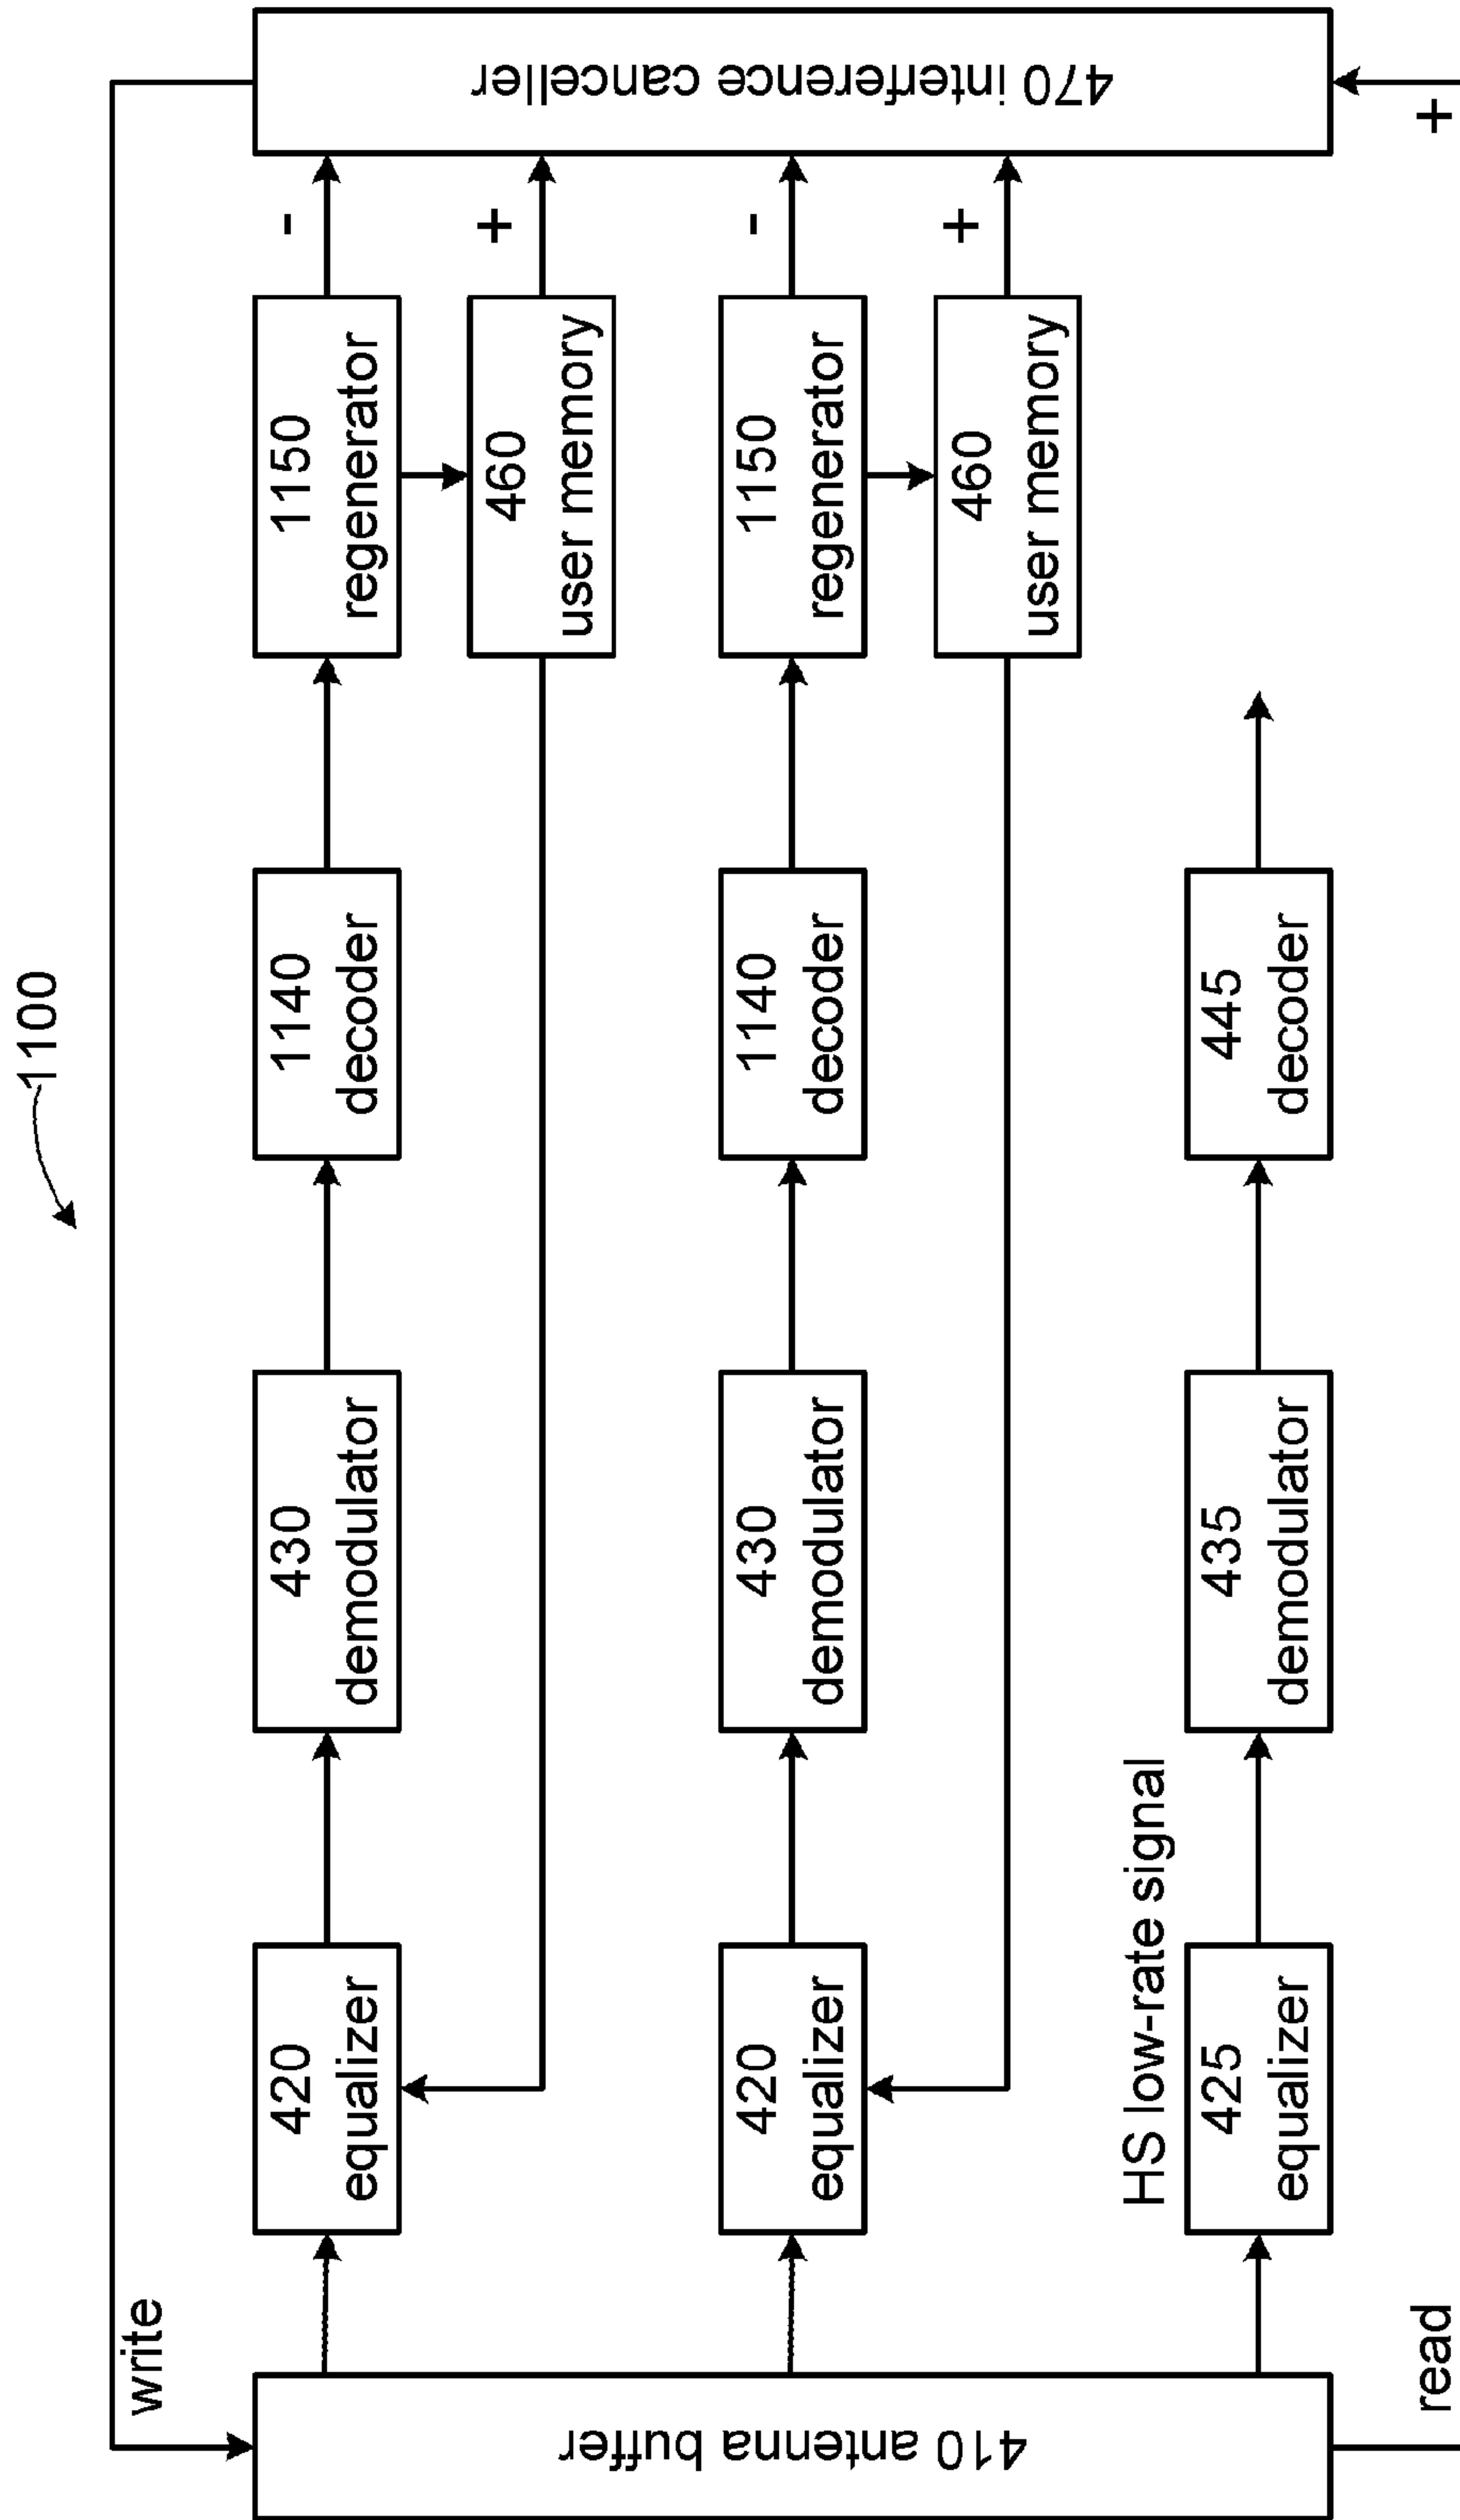 1100
write
410 antenna buffer
420
equalizer
430
demodulator
1140
decoder
1150
regenerator
-
460
user memory
+
470 interference canceller
420
equalizer
430
demodulator
1140
decoder
1150
regenerator
-
460
user memory
+
HS low-rate signal
425
equalizer
435
demodulator
445
decoder
read
+